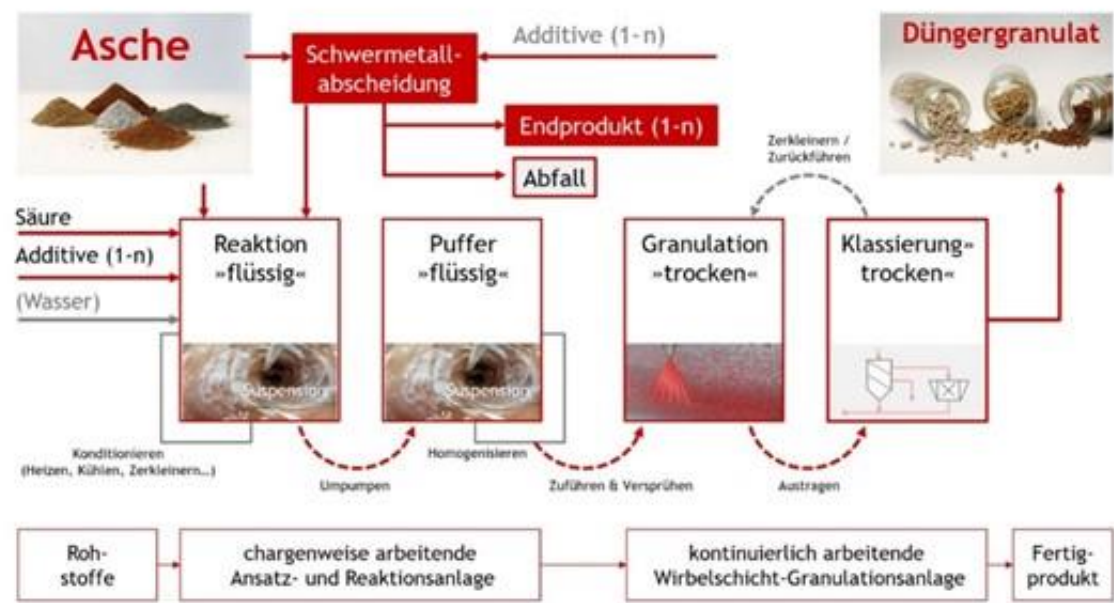 Asche
Schwermetall-
abscheidung
Additive (1-n)
Düngergranulat
Endprodukt (1-n)
Abfall
Zerkleinern /
Zurückführen
Säure
Additive (1-n)
(Wasser)
Reaktion
»flüssig«
Suspension
Puffer
»flüssig«
Suspension
Granulation
»trocken«
Klassierung»
trocken«
Konditionieren
(Heizen, Kühlen, Zerkleinern…)
Umpumpen
Homogenisieren
Zuführen & Versprühen
Austragen
Roh-
stoffe
chargenweise arbeitende
Ansatz- und Reaktionsanlage
kontinuierlich arbeitende
Wirbelschicht-Granulationsanlage
Fertig-
produkt